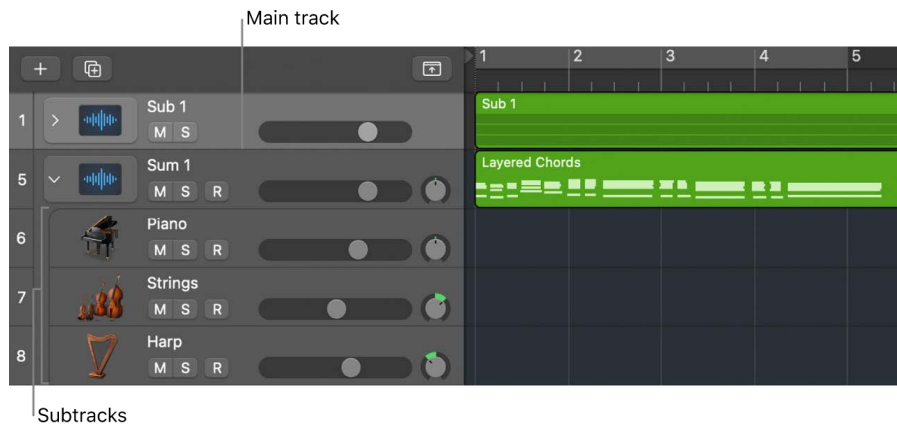 Main track
1 2 3 4 5
1 Sub 1 Sub 1
M S
5 Sum 1 Layered Chords
M S R
6 Piano
M S R
7 Strings
M S R
8 Harp
M S R
Subtracks